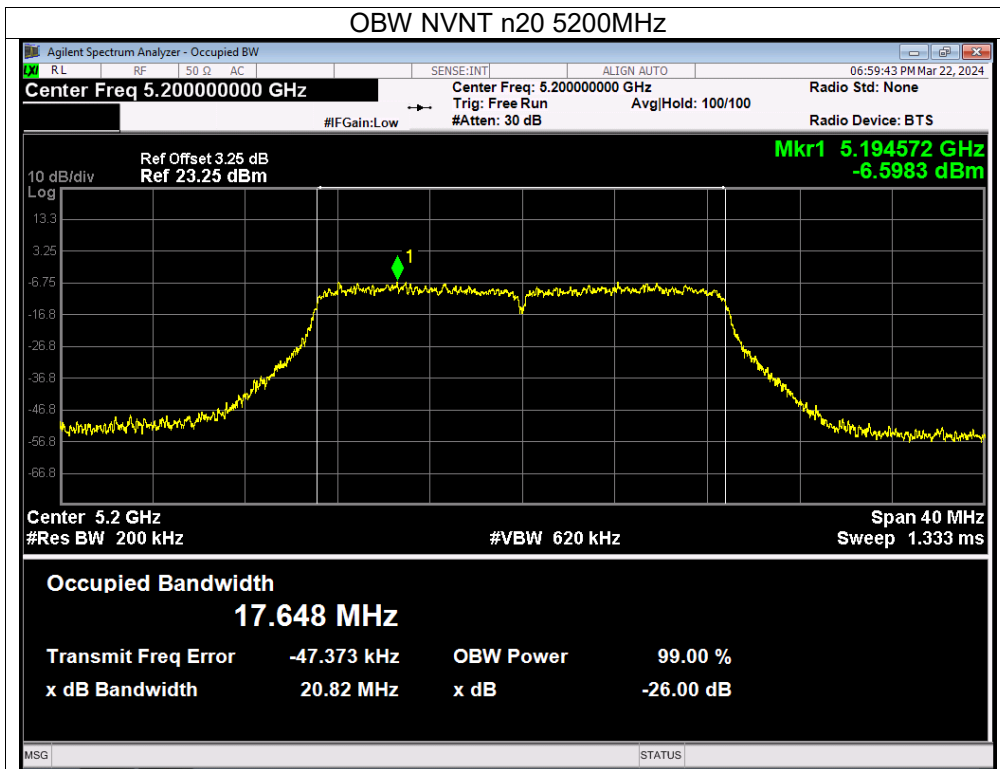 OBW NVNT n20 5200MHz
Agilent Spectrum Analyzer - Occupied BW
LXI RL RF 50 Ω AC SENSE:INT ALIGN AUTO 06:59:43 PM Mar 22, 2024
Center Freq 5.200000000 GHz Center Freq: 5.200000000 GHz Radio Std: None
Trig: Free Run Avg|Hold: 100/100
#IFGain:Low #Atten: 30 dB Radio Device: BTS
Mkr1 5.194572 GHz
-6.5983 dBm
Ref Offset 3.25 dB
10 dB/div Ref 23.25 dBm
Log
13.3
3.25
1
-6.75
-16.8
-26.8
-36.8
-46.8
-56.8
-66.8
Center 5.2 GHz Span 40 MHz
#Res BW 200 kHz #VBW 620 kHz Sweep 1.333 ms
Occupied Bandwidth
17.648 MHz
Transmit Freq Error -47.373 kHz OBW Power 99.00 %
x dB Bandwidth 20.82 MHz x dB -26.00 dB
MSG STATUS